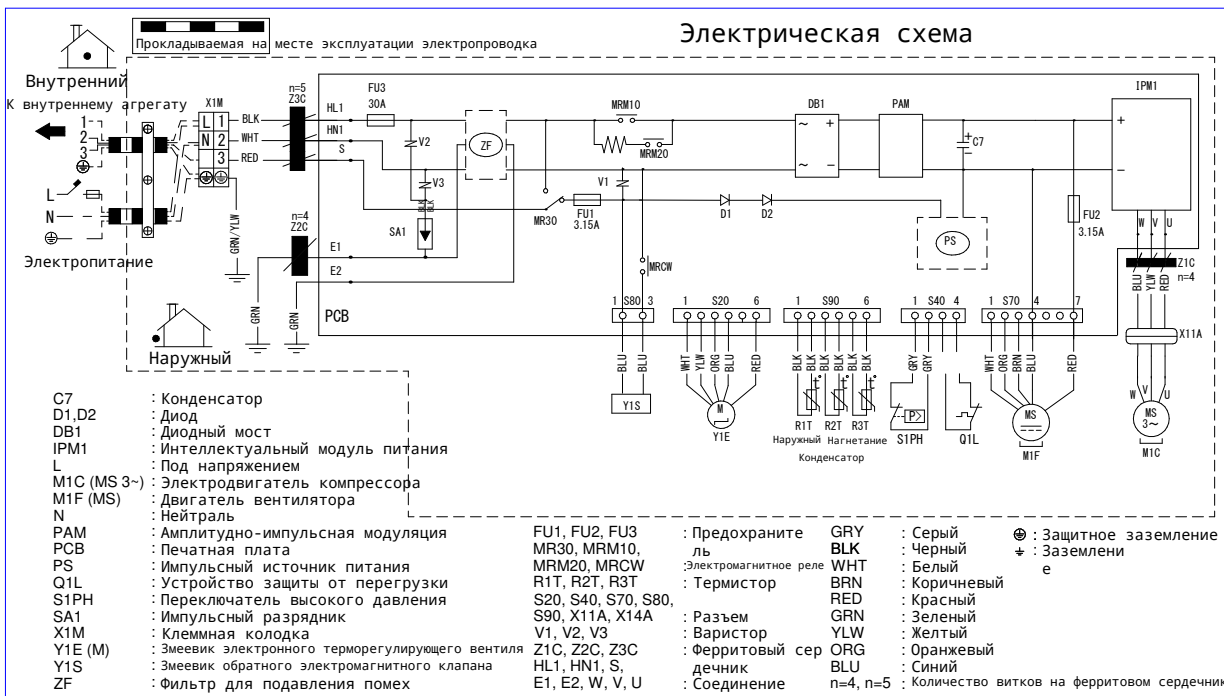 Электрическая схема
Прокладываемая на месте эксплуатации электропроводка
Внутренний
К внутреннему агрегату
1
2
3
L
N
Электропитание
X1M
L 1
N 2
3
BLK
WHT
RED
GRN/YLW
n=5
Z3C
HL1
HN1
S
FU3
30A
V2
V3
BLK
BLK
SA1
n=4
Z2C
E1
E2
GRN
GRN
PCB
Наружный
ZF
MRM10
MRM20
MR30
V1
FU1
3.15A
MRCW
D1
D2
DB1
~ +
~ -
PAM
+
C7
-
PS
FU2
3.15A
IPM1
+
-
W V U
Z1C
n=4
BLU
YLW
RED
X11A
W V U
MS
3~
M1C
1 S80 3
BLU
BLU
Y1S
1 S20 6
WHT
YLW
ORG
BLU
RED
M
Y1E
1 S90 6
BLK
BLK
BLK
BLK
BLK
BLK
t°
t°
t°
R1T R2T R3T
Наружный Нагнетание
Конденсатор
1 S40 4
GRY
GRY
P>
S1PH
Q1L
1 S70 4 7
WHT
ORG
BRN
BLU
RED
MS
M1F
C7 : Конденсатор
D1,D2 : Диод
DB1 : Диодный мост
IPM1 : Интеллектуальный модуль питания
L : Под напряжением
M1C (MS 3~) : Электродвигатель компрессора
M1F (MS) : Двигатель вентилятора
N : Нейтраль
PAM : Амплитудно-импульсная модуляция
PCB : Печатная плата
PS : Импульсный источник питания
Q1L : Устройство защиты от перегрузки
S1PH : Переключатель высокого давления
SA1 : Импульсный разрядник
X1M : Клеммная колодка
Y1E (M) : Змеевик электронного терморегулирующего вентиля
Y1S : Змеевик обратного электромагнитного клапана
ZF : Фильтр для подавления помех
FU1, FU2, FU3 : Предохраните
ль
MR30, MRM10,
MRM20, MRCW :Электромагнитное реле
R1T, R2T, R3T : Термистор
S20, S40, S70, S80,
S90, X11A, X14A : Разъем
V1, V2, V3 : Варистор
Z1C, Z2C, Z3C : Ферритовый сер
дечник
HL1, HN1, S,
E1, E2, W, V, U : Соединение
GRY : Серый
BLK : Черный
WHT : Белый
BRN : Коричневый
RED : Красный
GRN : Зеленый
YLW : Желтый
ORG : Оранжевый
BLU : Синий
n=4, n=5 : Количество витков на ферритовом сердечник
: Защитное заземление
: Заземлени
е